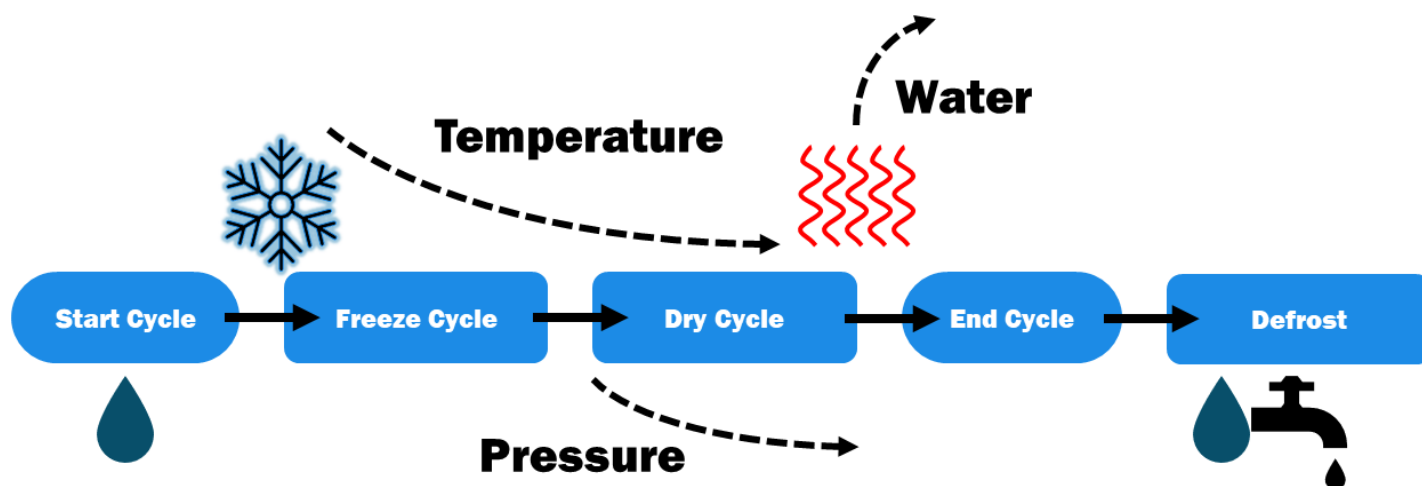 Water
Temperature
Start Cycle
Freeze Cycle
Dry Cycle
End Cycle
Defrost
Pressure